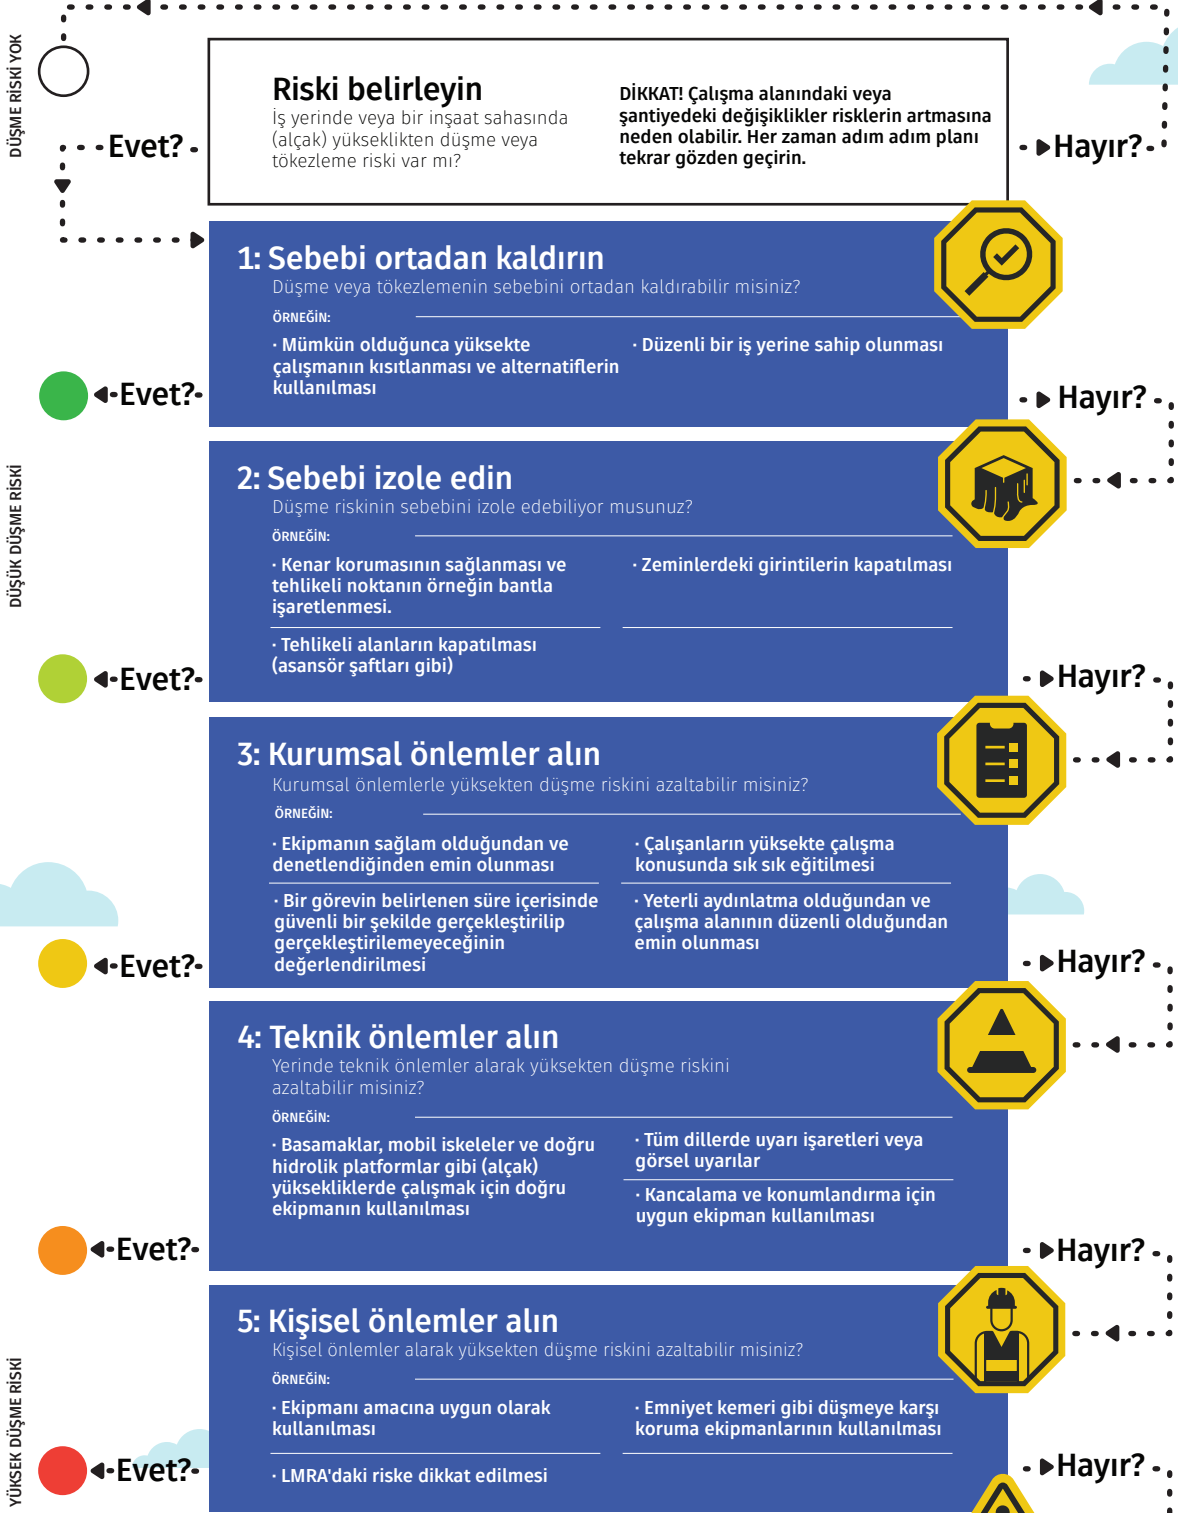 DÜŞME RİSKİ YOK
Riski belirleyin
İş yerinde veya bir inşaat sahasında
(alçak) yükseklikten düşme veya
tökezleme riski var mı?
DİKKAT! Çalışma alanındaki veya
şantiyedeki değişiklikler risklerin artmasına
neden olabilir. Her zaman adım adım planı
tekrar gözden geçirin.
Evet?
Hayır?
1: Sebebi ortadan kaldırın
Düşme veya tökezlemenin sebebini ortadan kaldırabilir misiniz?
ÖRNEĞİN:
· Mümkün olduğunca yüksekte
çalışmanın kısıtlanması ve alternatiflerin
kullanılması
· Düzenli bir iş yerine sahip olunması
Evet?
Hayır?
DÜŞÜK DÜŞME RİSKİ
2: Sebebi izole edin
Düşme riskinin sebebini izole edebiliyor musunuz?
ÖRNEĞİN:
· Kenar korumasının sağlanması ve
tehlikeli noktanın örneğin bantla
işaretlenmesi.
· Zeminlerdeki girintilerin kapatılması
· Tehlikeli alanların kapatılması
(asansör şaftları gibi)
Evet?
Hayır?
3: Kurumsal önlemler alın
Kurumsal önlemlerle yüksekten düşme riskini azaltabilir misiniz?
ÖRNEĞİN:
· Ekipmanın sağlam olduğundan ve
denetlendiğinden emin olunması
· Çalışanların yüksekte çalışma
konusunda sık sık eğitilmesi
· Bir görevin belirlenen süre içerisinde
güvenli bir şekilde gerçekleştirilip
gerçekleştirilemeyeceğinin
değerlendirilmesi
· Yeterli aydınlatma olduğundan ve
çalışma alanının düzenli olduğundan
emin olunması
Evet?
Hayır?
4: Teknik önlemler alın
Yerinde teknik önlemler alarak yüksekten düşme riskini
azaltabilir misiniz?
ÖRNEĞİN:
· Basamaklar, mobil iskeleler ve doğru
hidrolik platformlar gibi (alçak)
yüksekliklerde çalışmak için doğru
ekipmanın kullanılması
· Tüm dillerde uyarı işaretleri veya
görsel uyarılar
· Kancalama ve konumlandırma için
uygun ekipman kullanılması
Evet?
Hayır?
YÜKSEK DÜŞME RİSKİ
5: Kişisel önlemler alın
Kişisel önlemler alarak yüksekten düşme riskini azaltabilir misiniz?
ÖRNEĞİN:
· Ekipmanı amacına uygun olarak
kullanılması
· Emniyet kemeri gibi düşmeye karşı
koruma ekipmanlarının kullanılması
· LMRA'daki riske dikkat edilmesi
Evet?
Hayır?